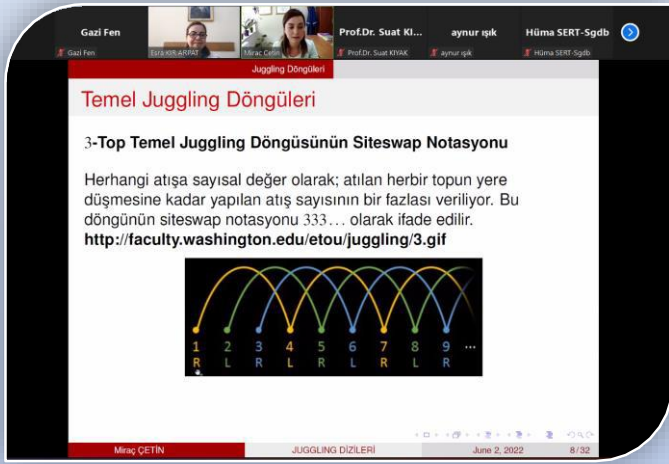 Gazi Fen
Prof.Dr. Suat KI...
aynur ışık
Hüma SERT-Sgdb
Gazi Fen
Esra KIR ARPAT
Mirac Cetin
Prof.Dr. Suat KIYAK
aynur ışık
Hüma SERT-Sgdb
Juggling Döngüleri
Temel Juggling Döngüleri
3-Top Temel Juggling Döngüsünün Siteswap Notasyonu
Herhangi atışa sayısal değer olarak; atılan herbir topun yere
düşmesine kadar yapılan atış sayısının bir fazlası veriliyor. Bu
döngünün siteswap notasyonu 333... olarak ifade edilir.
http://faculty.washington.edu/etou/juggling/3.gif
1 2 3 4 5 6 7 8 9 ...
R L R L R L R L R
Miraç ÇETİN
JUGGLING DİZİLERİ
June 2, 2022
8/32